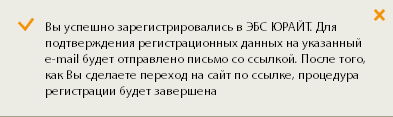 Вы успешно зарегистрировались в ЭБС ЮРАЙТ. Для
подтверждения регистрационных данных на указанный
e-mail будет отправлено письмо со ссылкой. После того,
как Вы сделаете переход на сайт по ссылке, процедура
регистрации будет завершена